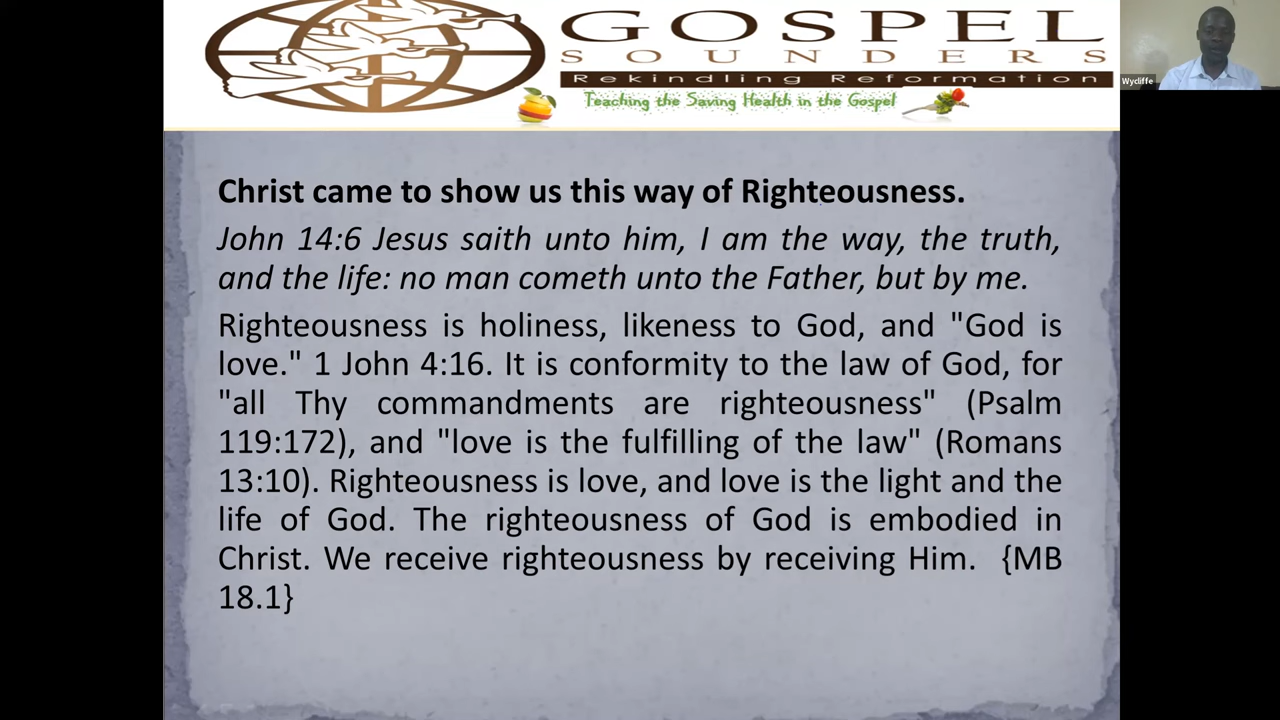 GOSPEL
SOUNDERS
Rekindling Reformation
Teaching the Saving Health in the Gospel
Wycliffe
Christ came to show us this way of Righteousness.
John 14:6 Jesus saith unto him, I am the way, the truth,
and the life: no man cometh unto the Father, but by me.
Righteousness is holiness, likeness to God, and "God is
love." 1 John 4:16. It is conformity to the law of God, for
"all Thy commandments are righteousness" (Psalm
119:172), and "love is the fulfilling of the law" (Romans
13:10). Righteousness is love, and love is the light and the
life of God. The righteousness of God is embodied in
Christ. We receive righteousness by receiving Him. {MB
18.1}